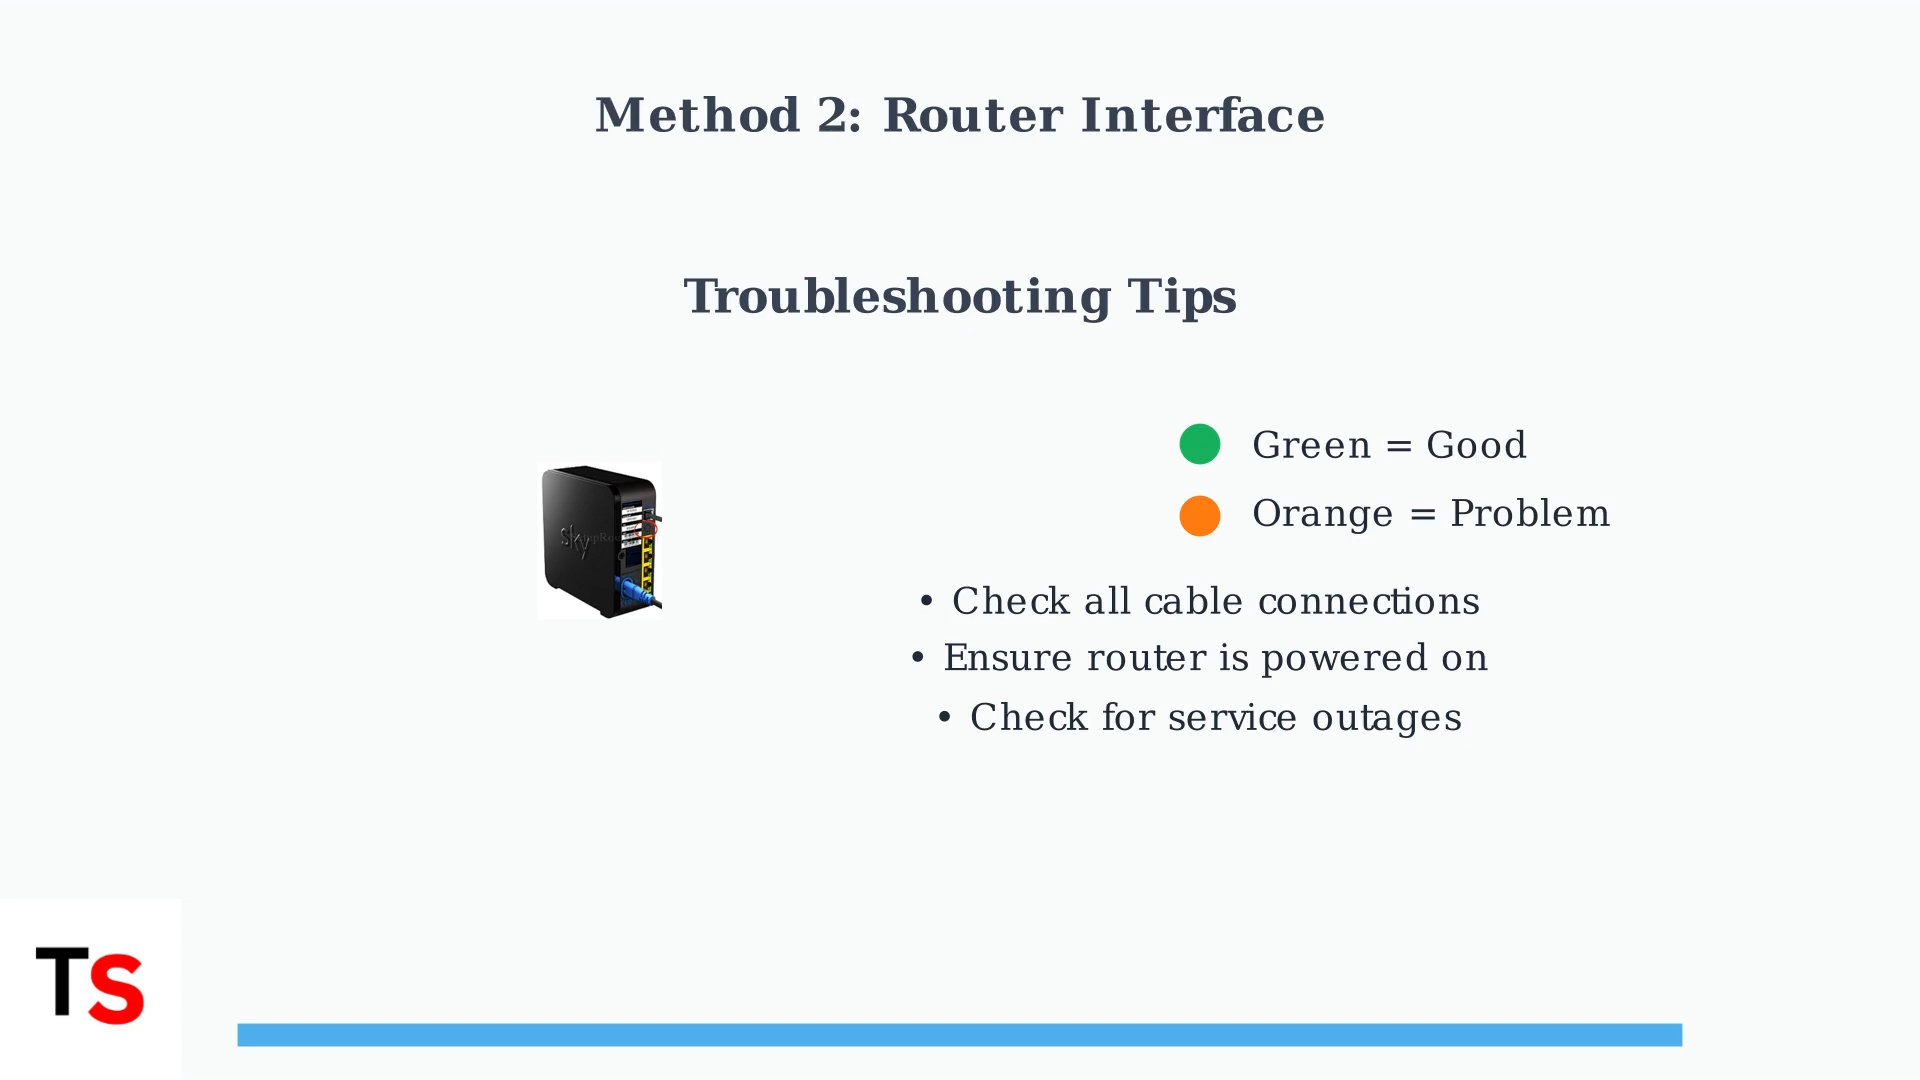 Method 2: Router Interface
Troubleshooting Tips
Green = Good
Orange = Problem
sky
• Check all cable connections
• Ensure router is powered on
• Check for service outages
TS